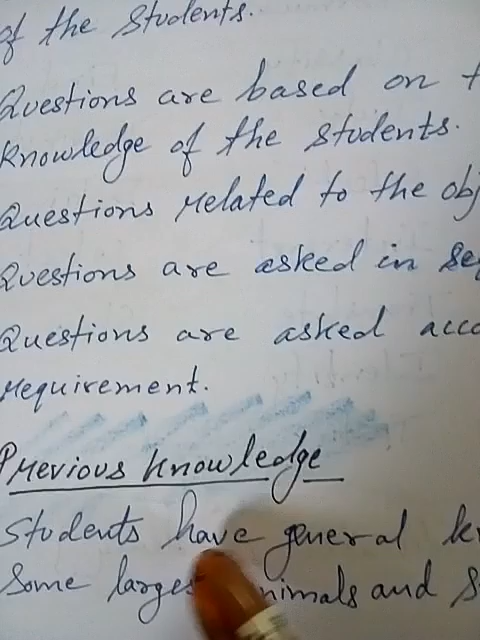 of the Students.
Questions are based on
Knowledge of the Students.
Questions related to the
Questions are asked in
Questions are asked
requirement.
Previous Knowledge
Students have general
Some and